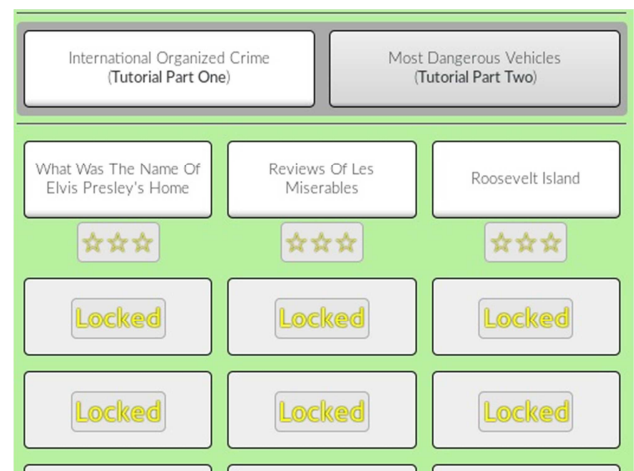 International Organized Crime
(Tutorial Part One)
Most Dangerous Vehicles
(Tutorial Part Two)
What Was The Name Of
Elvis Presley's Home
Reviews Of Les
Miserables
Roosevelt Island
Locked
Locked
Locked
Locked
Locked
Locked